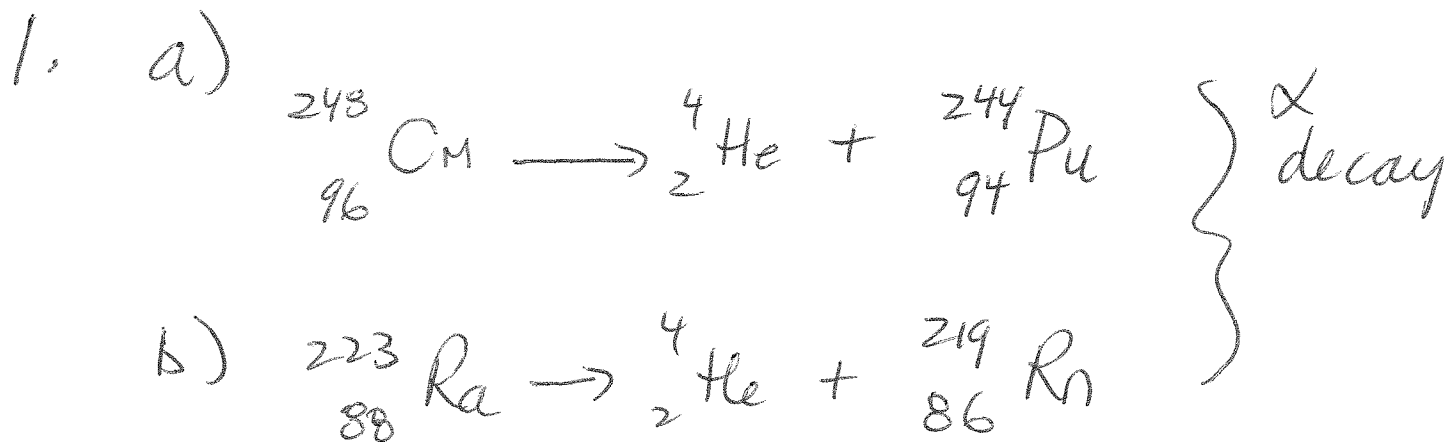 1. a) ²⁴⁸₉₆Cm ⟶ ⁴₂He + ²⁴⁴₉₄Pu } α decay
b) ²²³₈₈Ra → ⁴₂He + ²¹⁹₈₆Rn